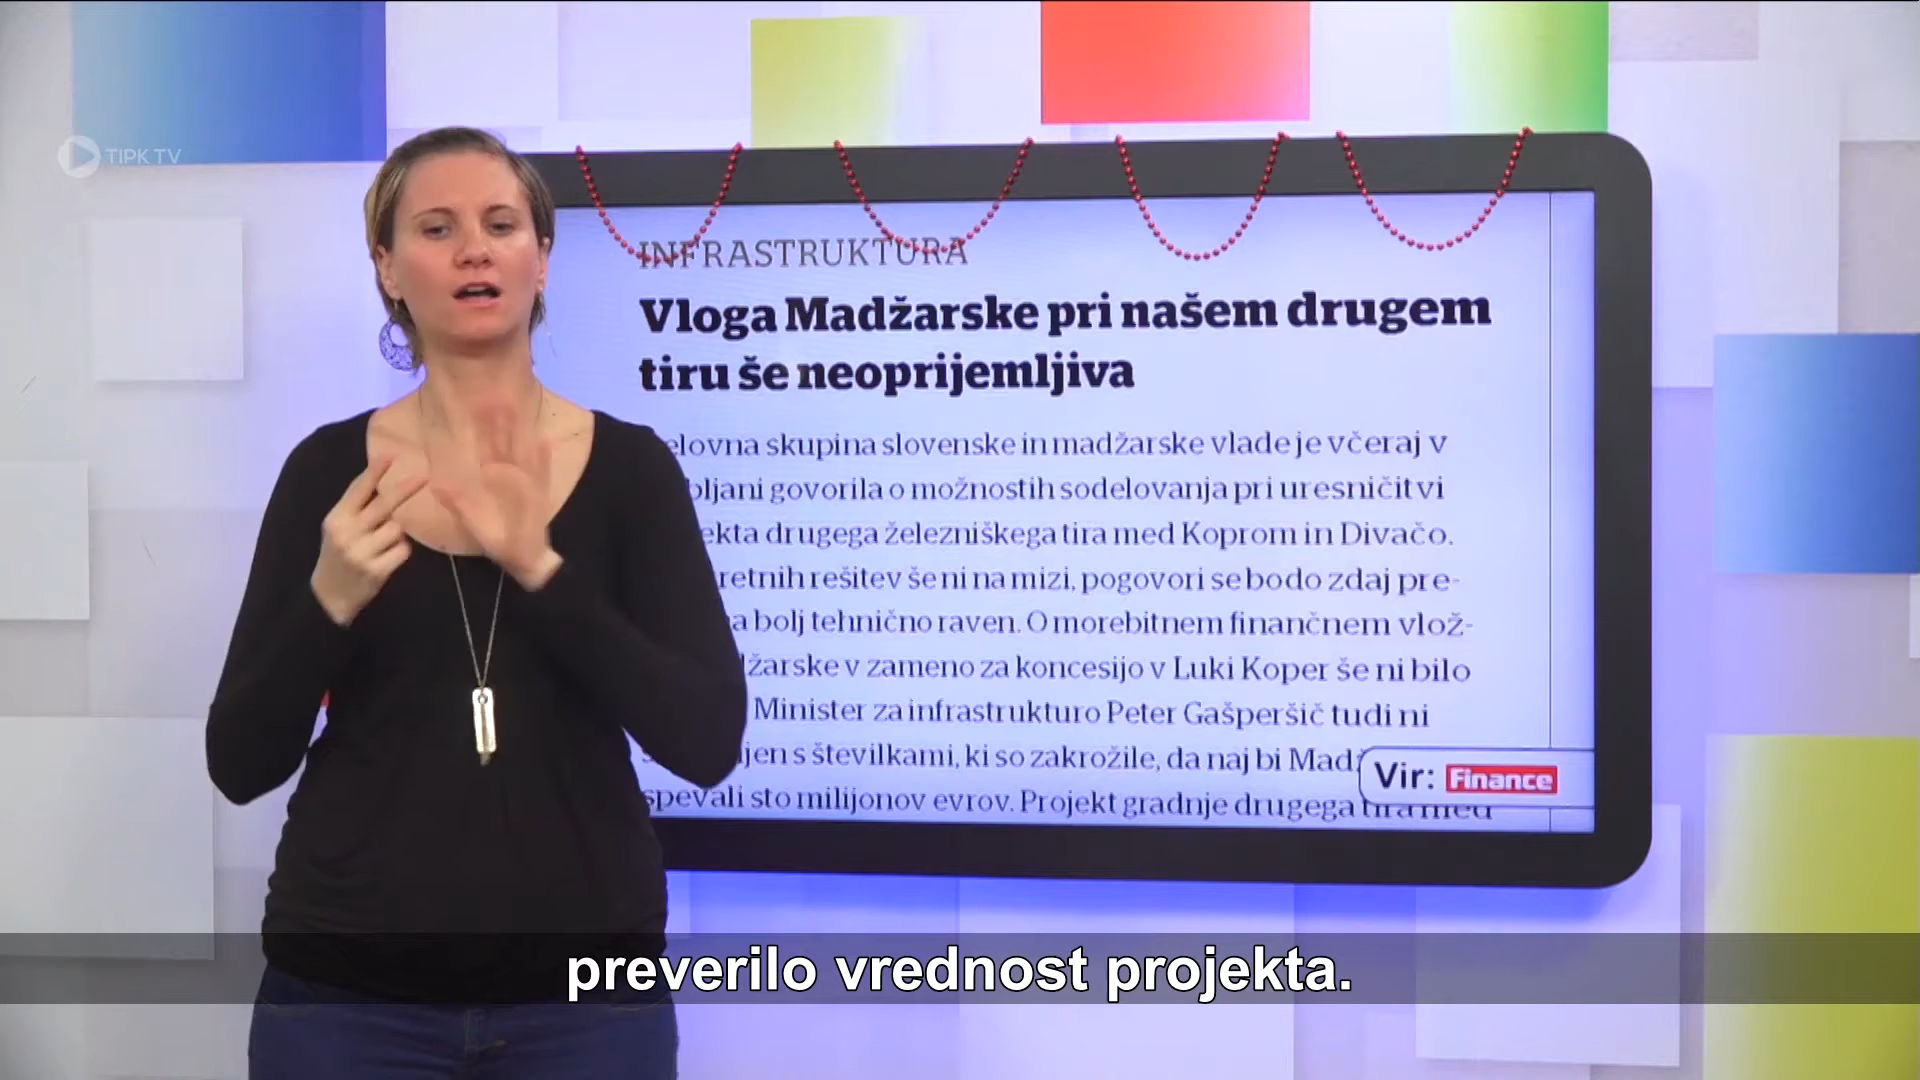 TIPK TV
INFRASTRUKTURA
Vloga Madžarske pri našem drugem
tiru še neoprijemljiva
elovna skupina slovenske in madžarske vlade je včeraj v
bljani govorila o možnostih sodelovanja pri uresničitvi
ekta drugega železniškega tira med Koprom in Divačo.
retnih rešitev še ni na mizi, pogovori se bodo zdaj pre-
a bolj tehnično raven. O morebitnem finančnem vlož-
žarske v zameno za koncesijo v Luki Koper še ni bilo
Minister za infrastrukturo Peter Gašperšič tudi ni
jen s številkami, ki so zakrožile, da naj bi Madž
spevali sto milijonov evrov. Projekt gradnje drugega tira med
Vir: Finance
preverilo vrednost projekta.